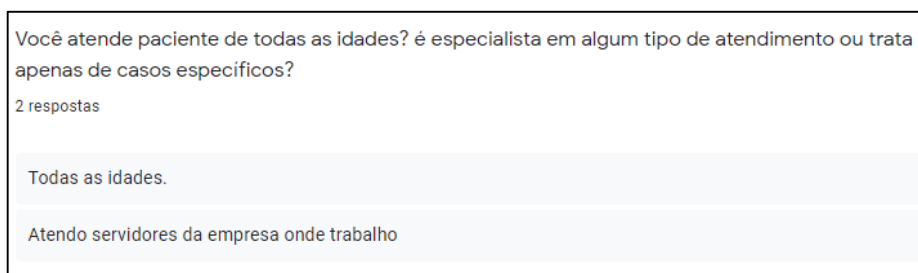 Você atende paciente de todas as idades? é especialista em algum tipo de atendimento ou trata
apenas de casos específicos?
2 respostas
Todas as idades.
Atendo servidores da empresa onde trabalho